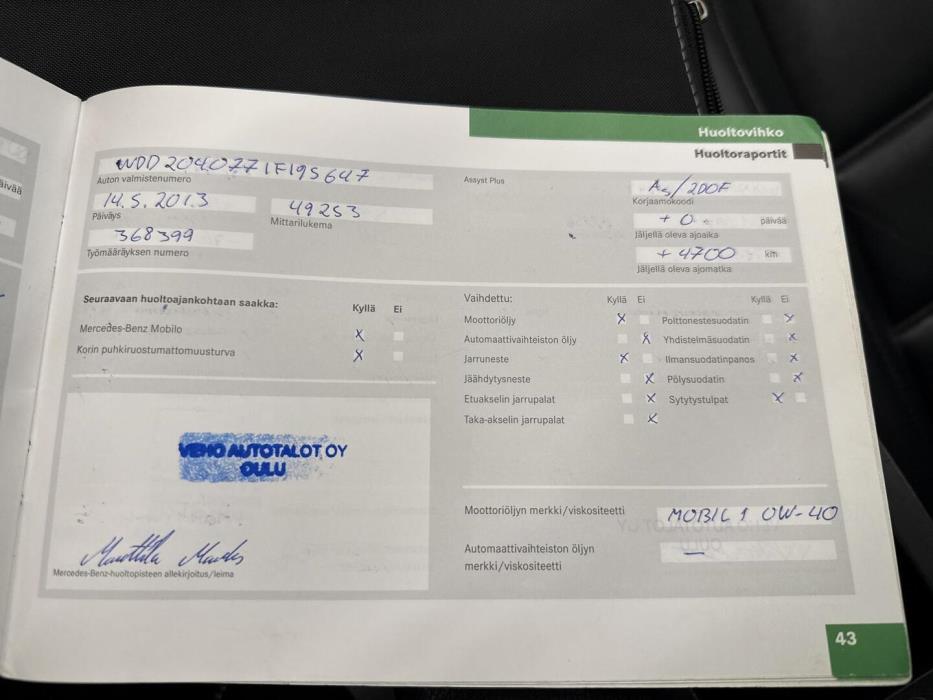 Huoltovihko
Huoltoraportit
WDD2040771F195647
Auton valmistenumero
14.5.2013
Päiväys
49253
Mittarilukema
368399
Työmääräyksen numero
Assyst Plus
Korjaamokoodi
+ 0 päivää
Jäljellä oleva ajoaika
+ 4700 km
Jäljellä oleva ajomatka
Seuraavaan huoltoajankohtaan saakka: Kyllä Ei
Mercedes-Benz Mobilo X
Korin puhkiruostumattomuusturva X
VEHO AUTOTALOT OY
OULU
Mercedes-Benz-huoltopisteen allekirjoitus/leima
Vaihdettu: Kyllä Ei Kyllä Ei
Moottoriöljy X Polttonestesuodatin X
Automaattivaihteiston öljy X Yhdistelmäsuodatin X
Jarruneste X Ilmansuodatinpanos X
Jäähdytysneste X Pölysuodatin X
Etuakselin jarrupalat X Sytytystulpat X
Taka-akselin jarrupalat X
Moottoriöljyn merkki/viskositeetti MOBIL 1 0W-40
Automaattivaihteiston öljyn —
merkki/viskositeetti
43